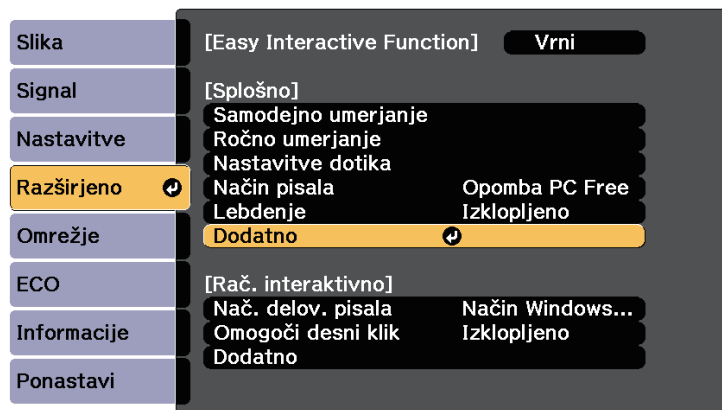 Slika
Signal
Nastavitve
Razširjeno
Omrežje
ECO
Informacije
Ponastavi
[Easy Interactive Function] Vrni
[Splošno]
Samodejno umerjanje
Ročno umerjanje
Nastavitve dotika
Način pisala Opomba PC Free
Lebdenje Izklopljeno
Dodatno
[Rač. interaktivno]
Nač. delov. pisala Način Windows...
Omogoči desni klik Izklopljeno
Dodatno